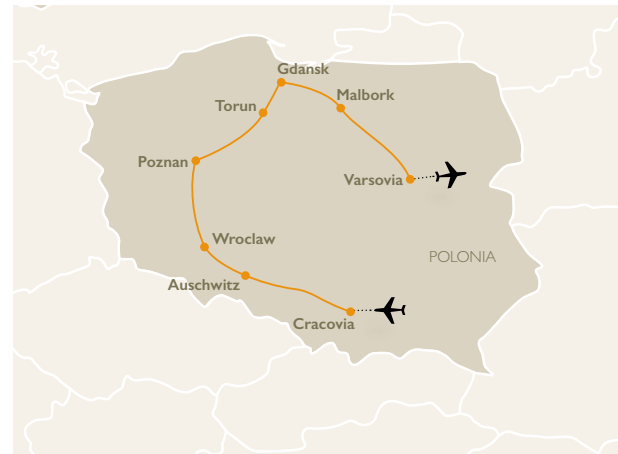 Gdansk
Malbork
Torun
Poznan
Varsovia
Wroclaw
POLONIA
Auschwitz
Cracovia